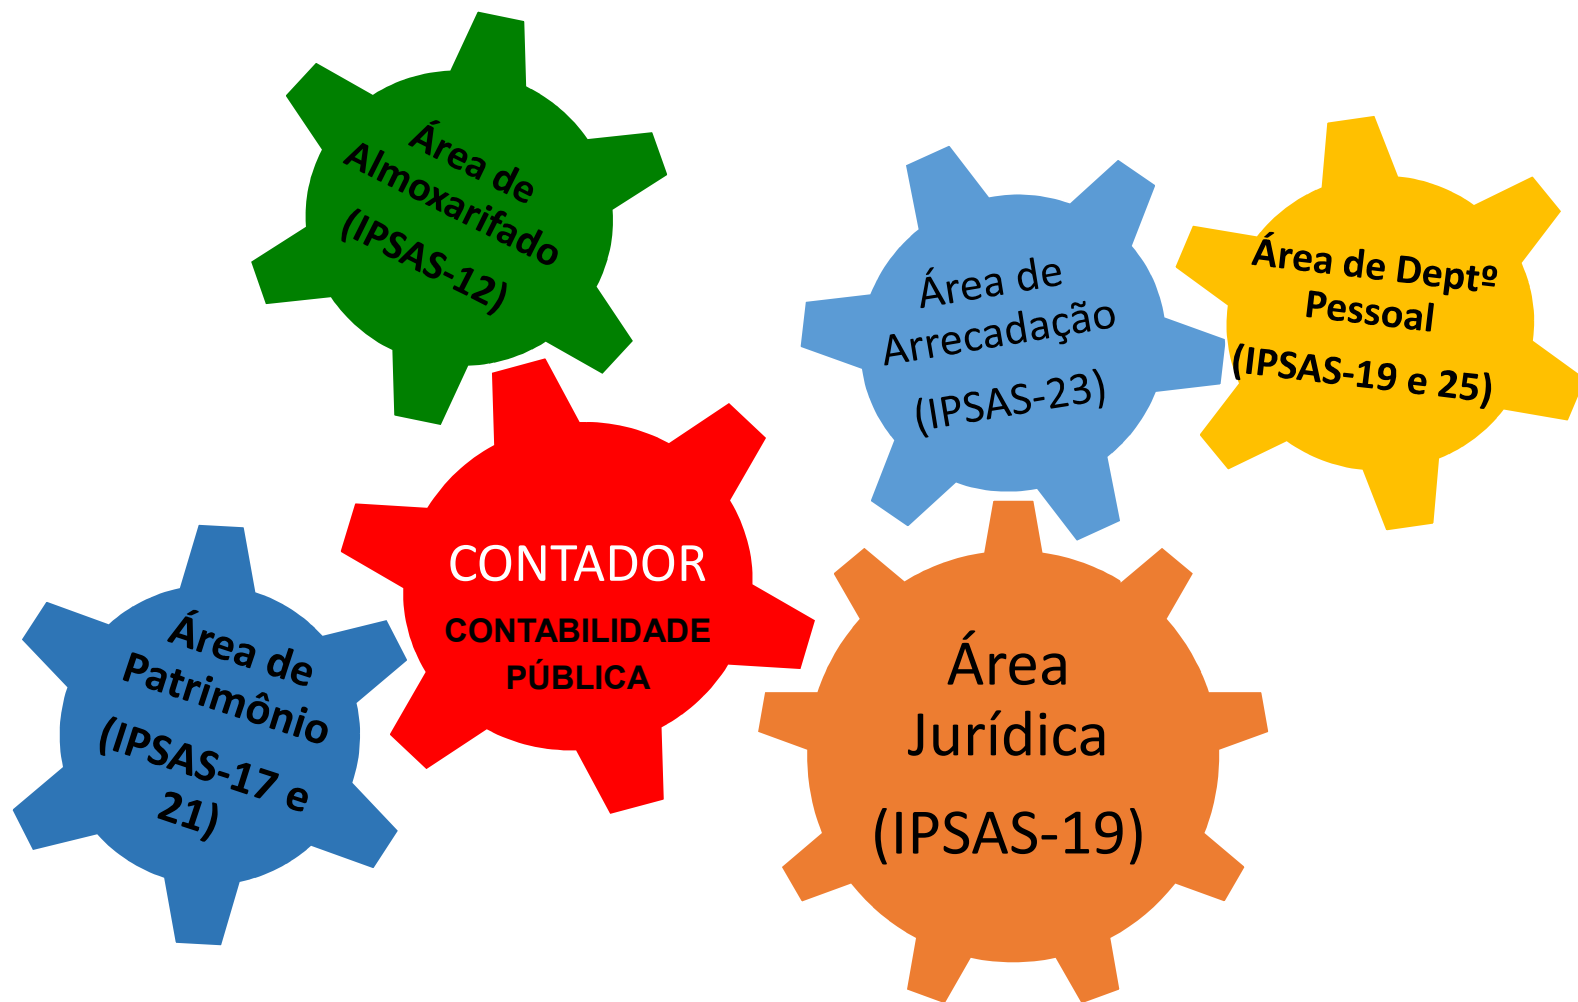 Área de
Almoxarifado
(IPSAS-12)
Área de
Arrecadação
(IPSAS-23)
Área de Deptº
Pessoal
(IPSAS-19 e 25)
CONTADOR
CONTABILIDADE
PÚBLICA
Área de
Patrimônio
(IPSAS-17 e
21)
Área
Jurídica
(IPSAS-19)